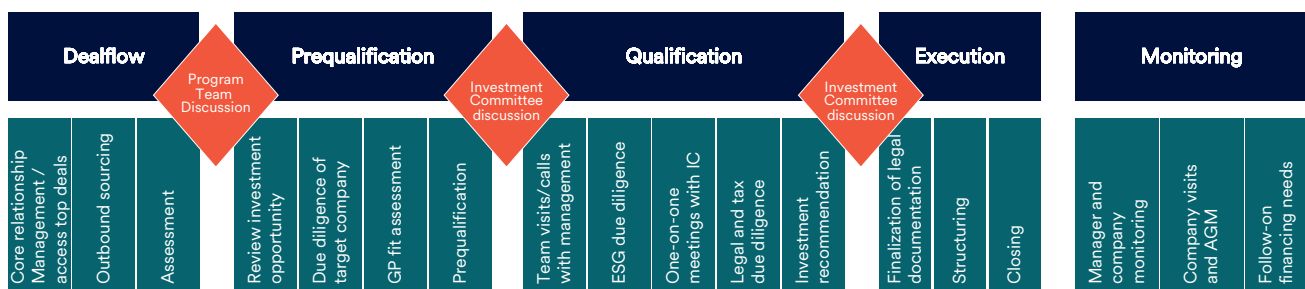 Dealflow
Prequalification
Qualification
Execution
Monitoring
Program
Team
Discussion
Investment
Committee
discussion
Investment
Committee
discussion
Core relationship
Management /
access top deals
Outbound sourcing
Assessment
Review investment
opportunity
Due diligence of
target company
GP fit assessment
Prequalification
Team visits/calls
with management
ESG due diligence
One-on-one
meetings with IC
Legal and tax
due diligence
Investment
recommendation
Finalization of legal
documentation
Structuring
Closing
Manager and
company
monitoring
Company visits
and AGM
Follow-on
financing needs